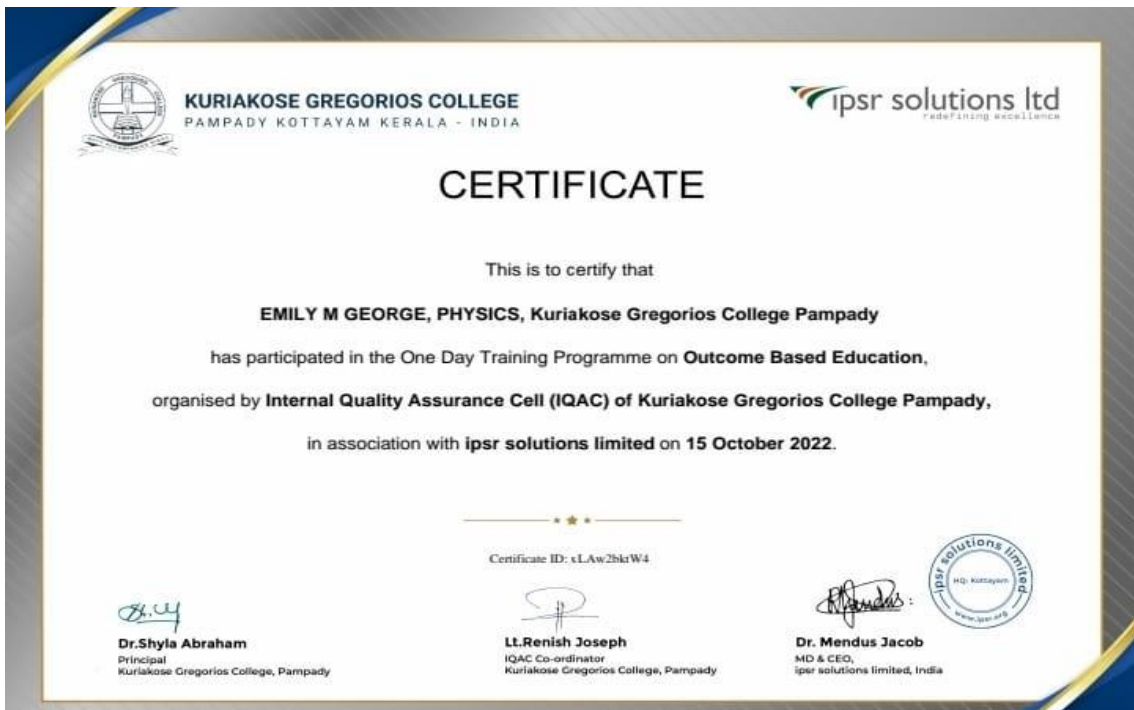 KURIAKOSE GREGORIOS COLLEGE
PAMPADY KOTTAYAM KERALA - INDIA
ipsr solutions ltd
redefining excellence
CERTIFICATE
This is to certify that
EMILY M GEORGE, PHYSICS, Kuriakose Gregorios College Pampady
has participated in the One Day Training Programme on Outcome Based Education,
organised by Internal Quality Assurance Cell (IQAC) of Kuriakose Gregorios College Pampady,
in association with ipsr solutions limited on 15 October 2022.
Certificate ID: xLAw2bktW4
ipsr solutions limited
HQ: Kottayam
www.ipsr.org
Dr.Shyla Abraham
Principal
Kuriakose Gregorios College, Pampady
Lt.Renish Joseph
IQAC Co-ordinator
Kuriakose Gregorios College, Pampady
Dr. Mendus Jacob
MD & CEO,
ipsr solutions limited, India